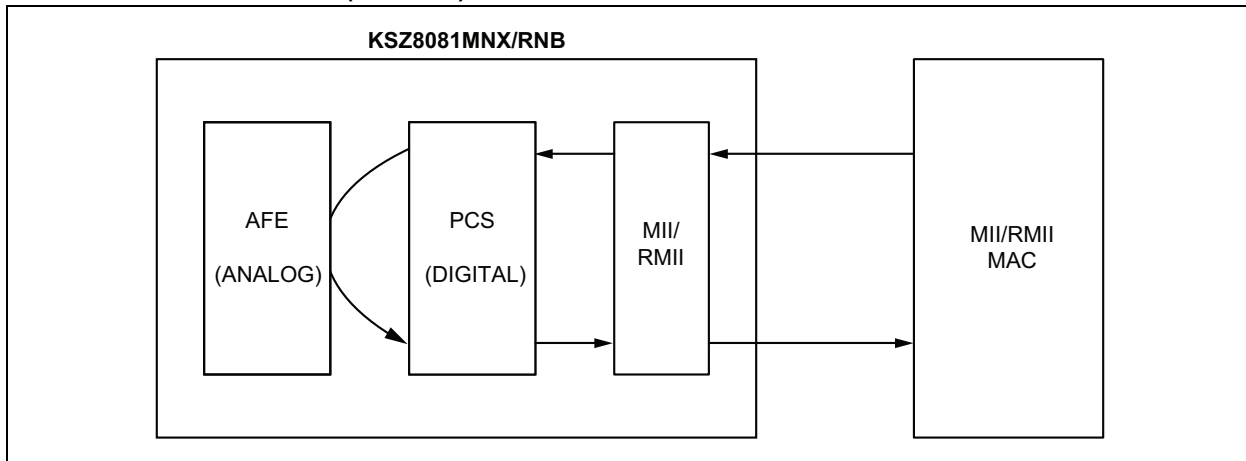 KSZ8081MNX/RNB
AFE
(ANALOG)
PCS
(DIGITAL)
MII/
RMII
MII/RMII
MAC